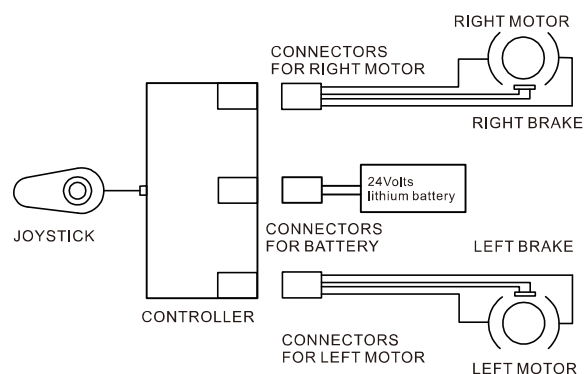 RIGHT MOTOR
CONNECTORS
FOR RIGHT MOTOR
RIGHT BRAKE
24Volts
lithium battery
JOYSTICK
CONNECTORS
FOR BATTERY
LEFT BRAKE
CONTROLLER
CONNECTORS
FOR LEFT MOTOR
LEFT MOTOR